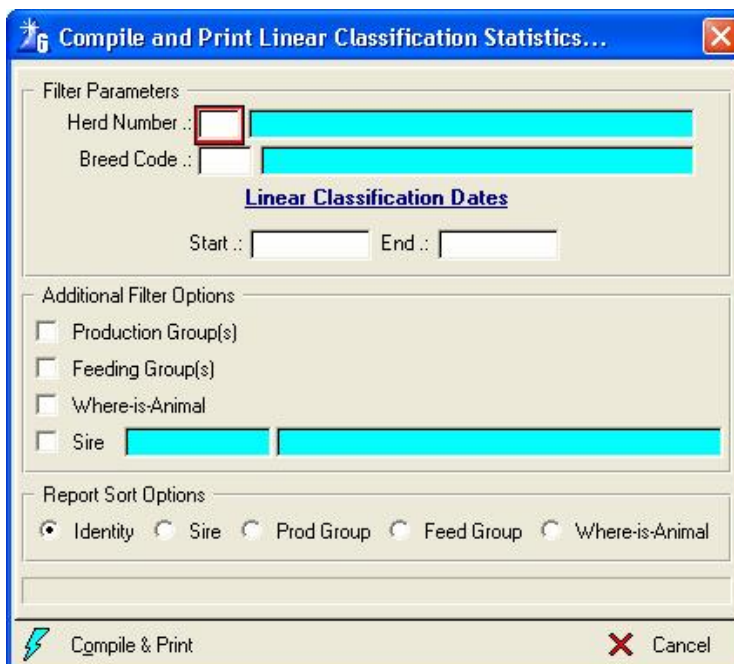 Compile and Print Linear Classification Statistics...
Filter Parameters
Herd Number .:
Breed Code .:
Linear Classification Dates
Start .: End .:
Additional Filter Options
Production Group(s)
Feeding Group(s)
Where-is-Animal
Sire
Report Sort Options
Identity Sire Prod Group Feed Group Where-is-Animal
Compile & Print Cancel